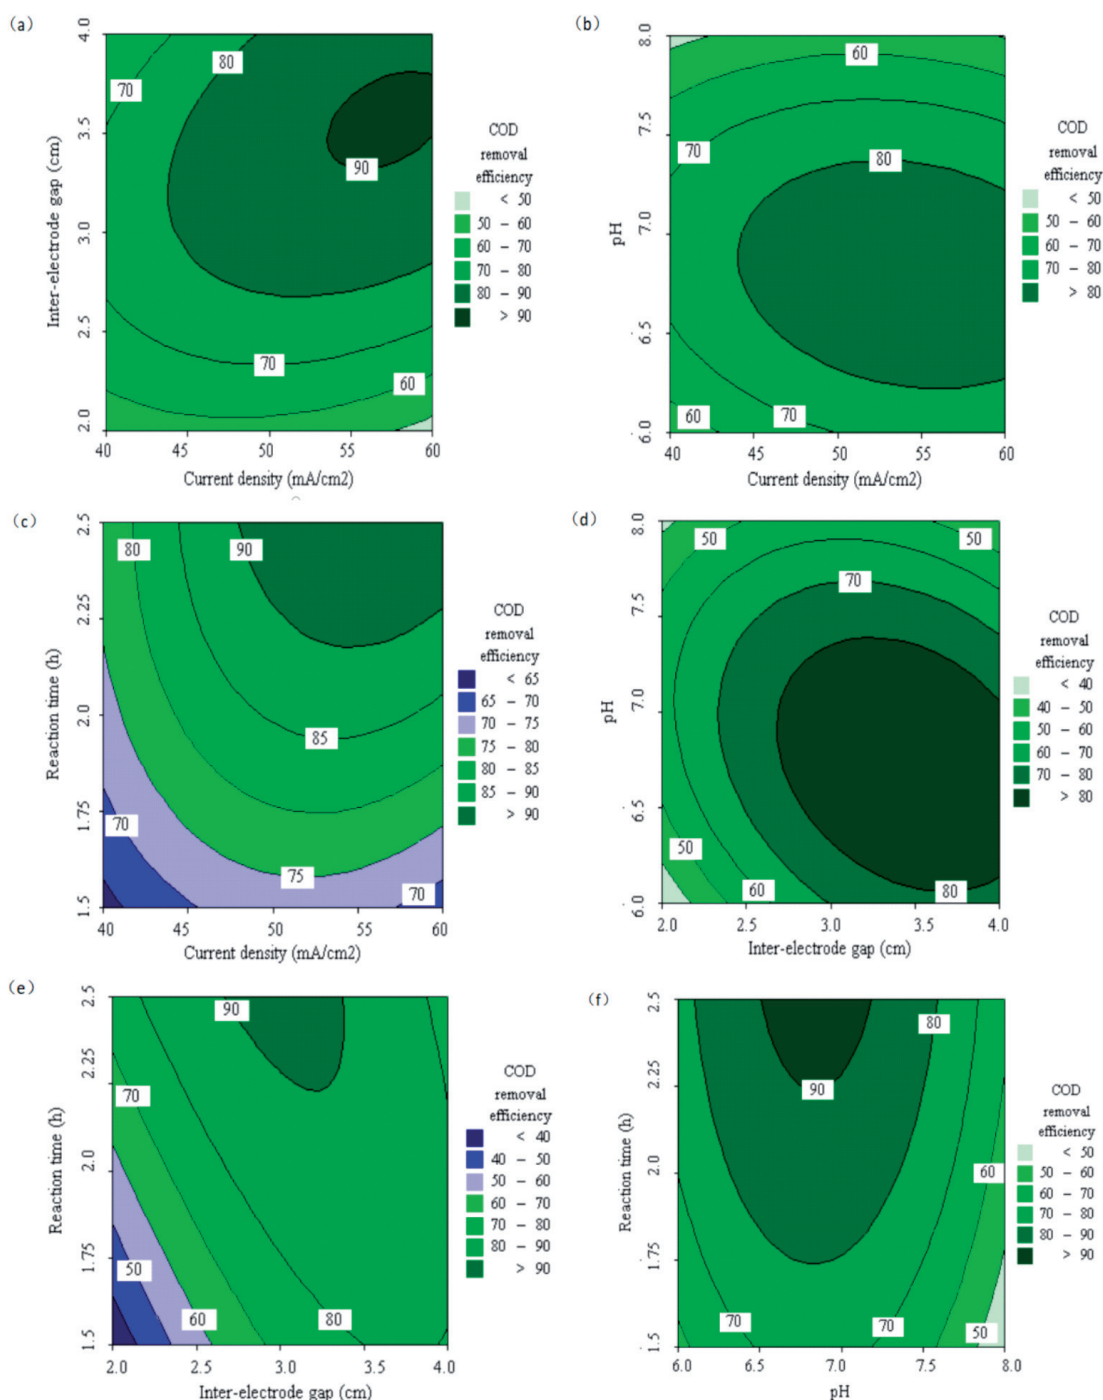 (a)
4.0
3.5
3.0
2.5
2.0
Inter-electrode gap (cm)
70
80
90
70
60
40 45 50 55 60
Current density (mA/cm2)
COD
removal
efficiency
< 50
50 – 60
60 – 70
70 – 80
80 – 90
> 90
(b)
8.0
7.5
7.0
6.5
6.0
pH
60
70
80
60
70
40 45 50 55 60
Current density (mA/cm2)
COD
removal
efficiency
< 50
50 – 60
60 – 70
70 – 80
> 80
(c)
2.5
2.25
2.0
1.75
1.5
Reaction time (h)
80
90
85
70
75
70
40 45 50 55 60
Current density (mA/cm2)
COD
removal
efficiency
< 65
65 – 70
70 – 75
75 – 80
80 – 85
85 – 90
> 90
(d)
8.0
7.5
7.0
6.5
6.0
pH
50
50
70
50
60
80
2.0 2.5 3.0 3.5 4.0
Inter-electrode gap (cm)
COD
removal
efficiency
< 40
40 – 50
50 – 60
60 – 70
70 – 80
> 80
(e)
2.5
2.25
2.0
1.75
1.5
Reaction time (h)
90
70
50
60
80
2.0 2.5 3.0 3.5 4.0
Inter-electrode gap (cm)
COD
removal
efficiency
< 40
40 – 50
50 – 60
60 – 70
70 – 80
80 – 90
> 90
(f)
2.5
2.25
2.0
1.75
1.5
Reaction time (h)
80
90
60
70
70
50
6.0 6.5 7.0 7.5 8.0
pH
COD
removal
efficiency
< 50
50 – 60
60 – 70
70 – 80
80 – 90
> 90